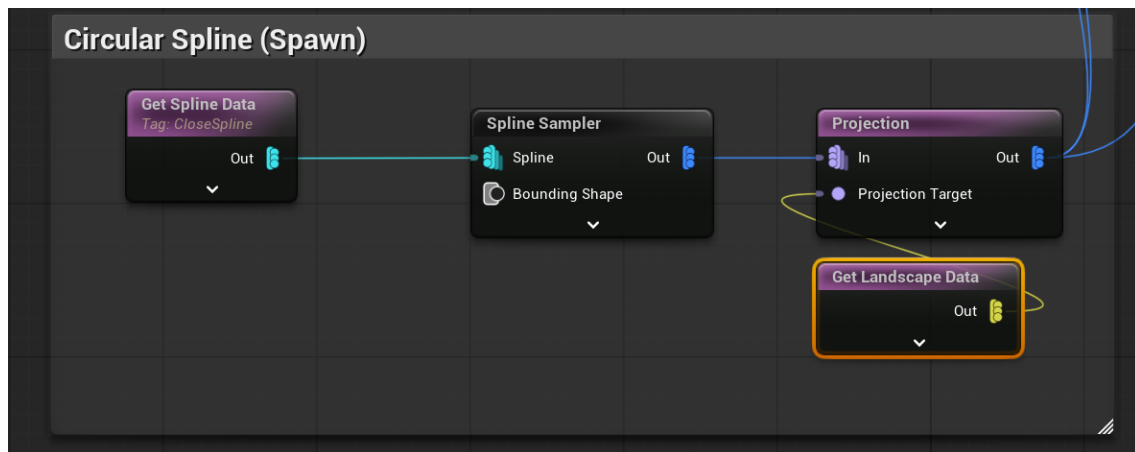 Circular Spline (Spawn)
Get Spline Data
Tag: CloseSpline
Out
Spline Sampler
Spline Out
Bounding Shape
Projection
In Out
Projection Target
Get Landscape Data
Out